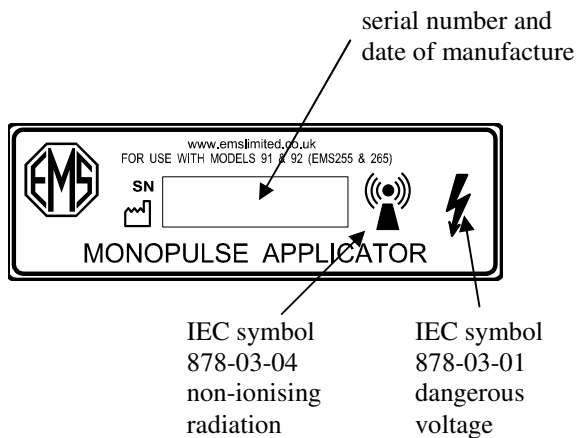 serial number and
date of manufacture
www.emslimited.co.uk
FOR USE WITH MODELS 91 & 92 (EMS255 & 265)
EMS
SN
MONOPULSE APPLICATOR
IEC symbol
878-03-04
non-ionising
radiation
IEC symbol
878-03-01
dangerous
voltage